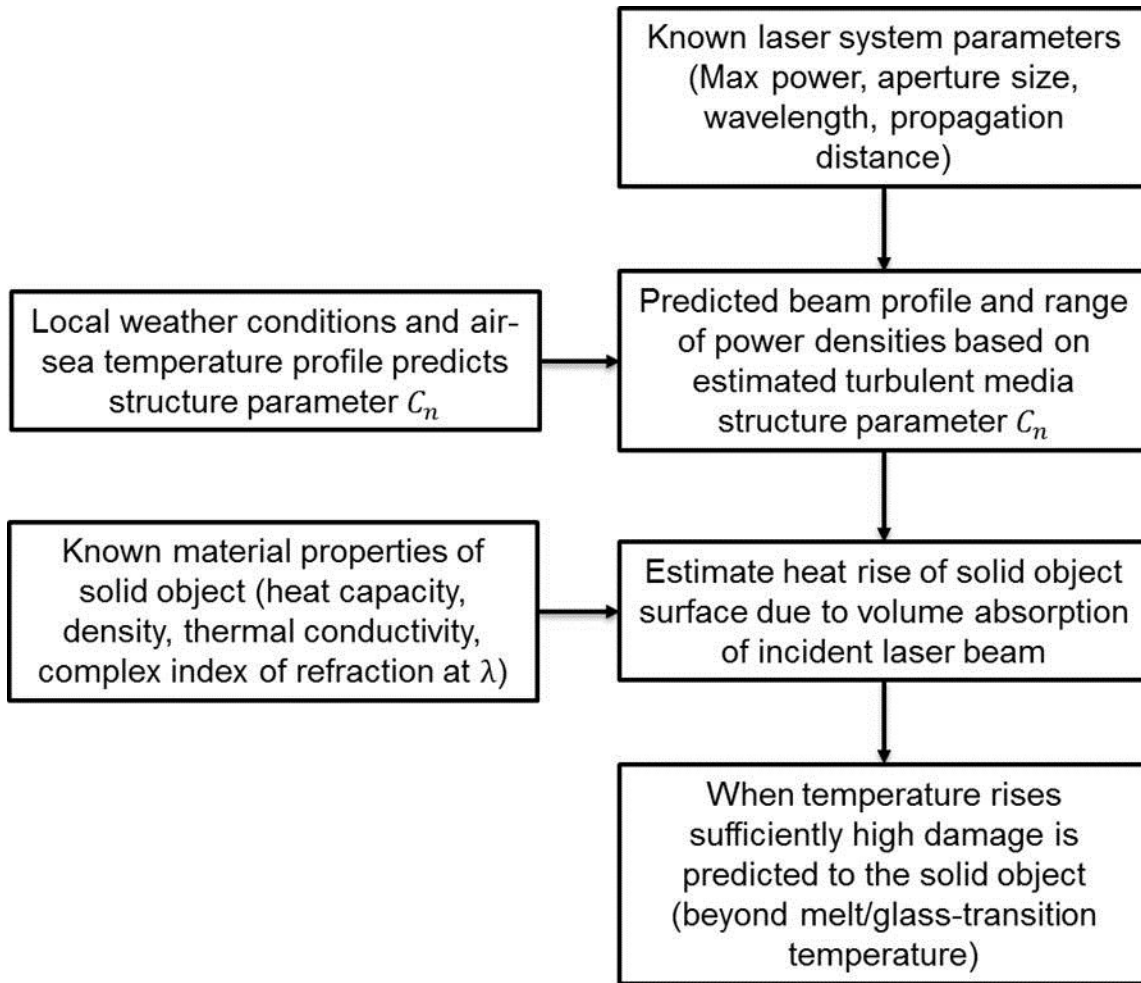 Known laser system parameters
(Max power, aperture size,
wavelength, propagation
distance)
Local weather conditions and air-
sea temperature profile predicts
structure parameter 𝐶𝑛
Predicted beam profile and range
of power densities based on
estimated turbulent media
structure parameter 𝐶𝑛
Known material properties of
solid object (heat capacity,
density, thermal conductivity,
complex index of refraction at λ)
Estimate heat rise of solid object
surface due to volume absorption
of incident laser beam
When temperature rises
sufficiently high damage is
predicted to the solid object
(beyond melt/glass-transition
temperature)